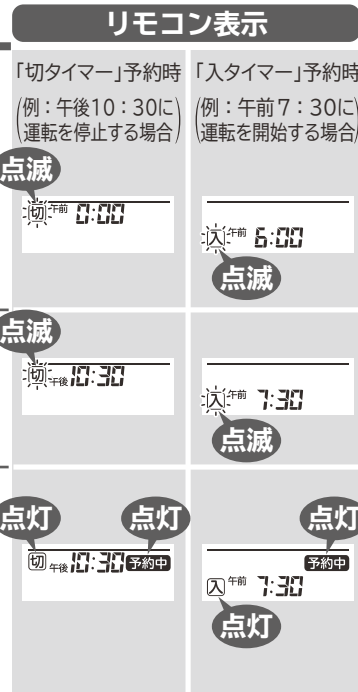 リモコン表示
「切タイマー」予約時
(例：午後10：30に
運転を停止する場合)
「入タイマー」予約時
(例：午前7：30に
運転を開始する場合)
点滅
切 午前 0:00
入 午前 6:00
点滅
点滅
切 午後 10:30
入 午前 7:30
点滅
点灯 点灯
切 午後 10:30 予約中
点灯
予約中
入 午前 7:30
点灯